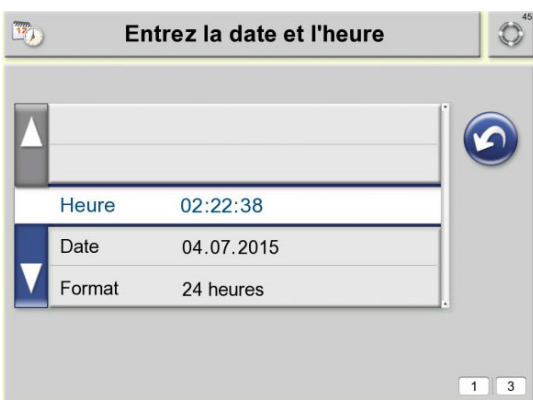 12
Entrez la date et l'heure
45
Heure 02:22:38
Date 04.07.2015
Format 24 heures
1 3